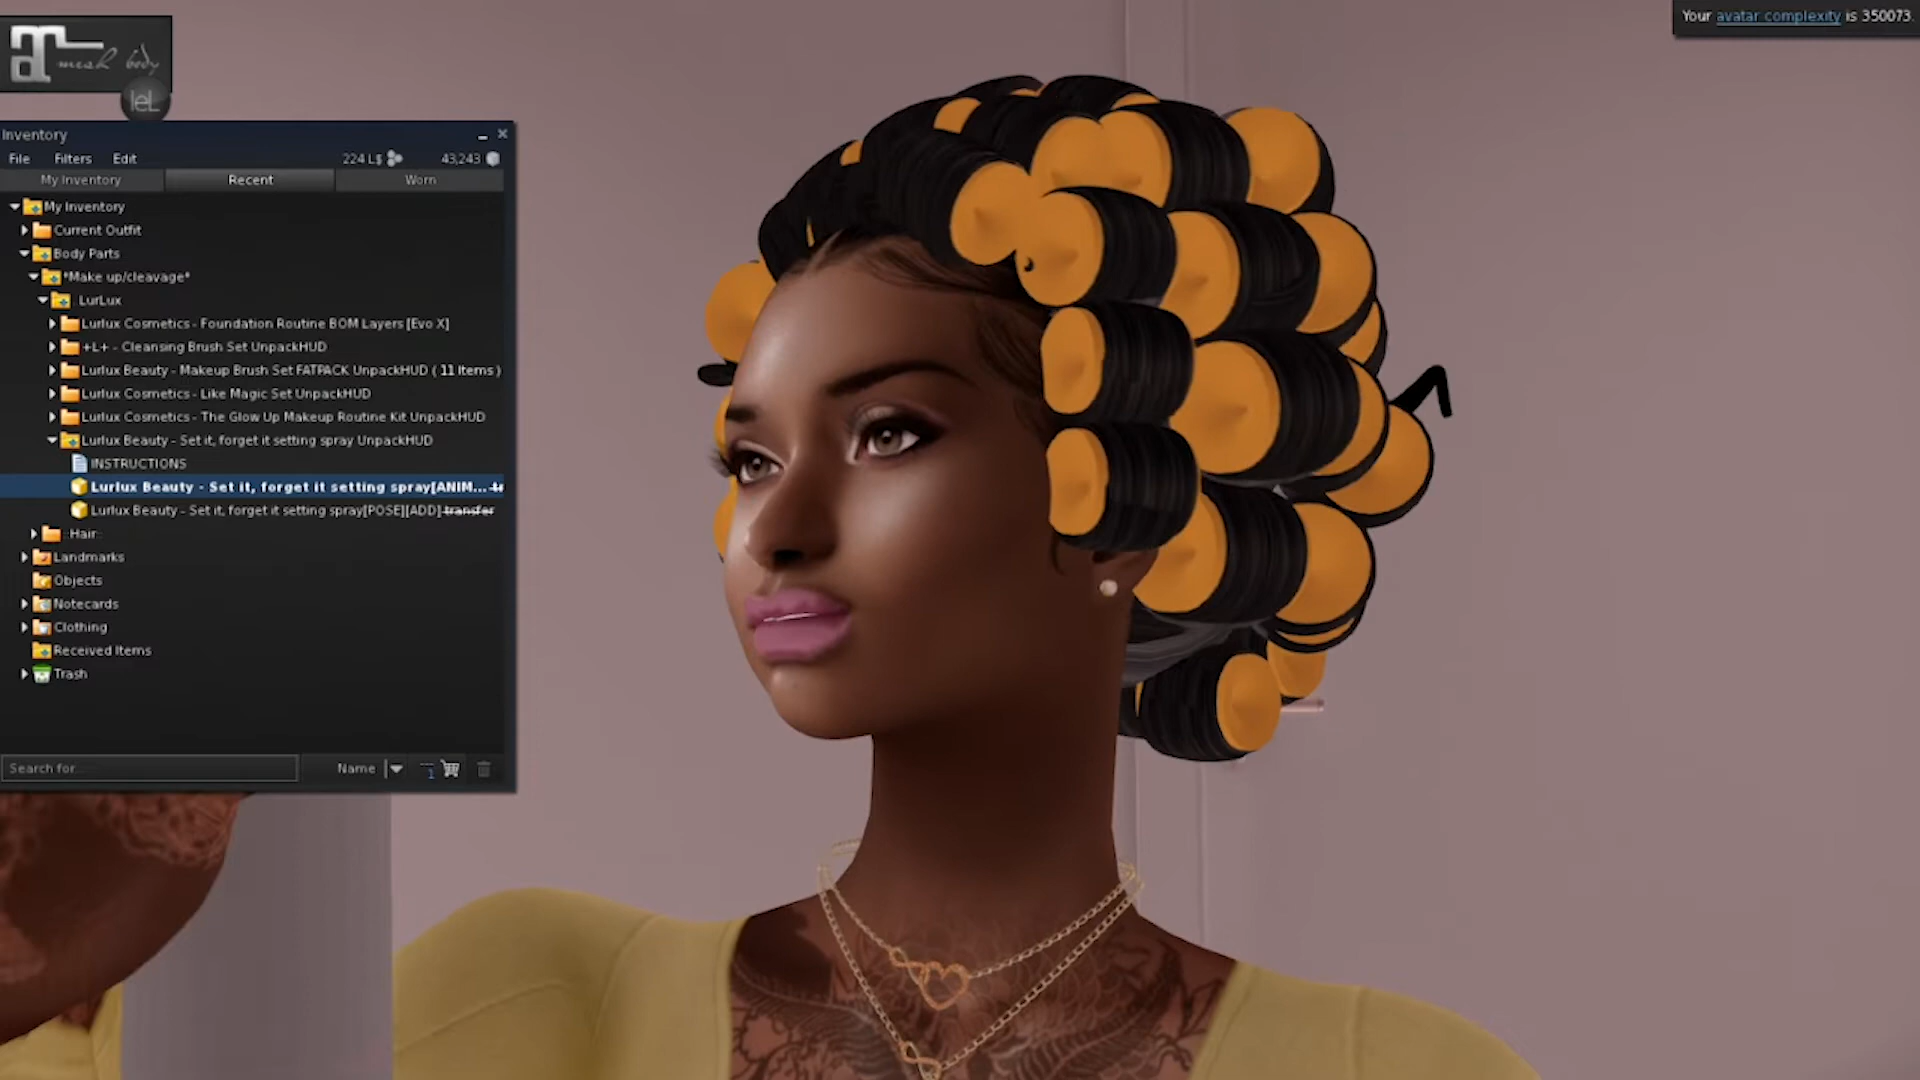 Your avatar complexity is 350073.
mesh body
leL
Inventory
File Filters Edit 224 L$ 43,243
My Inventory Recent Worn
My Inventory
Current Outfit
Body Parts
*Make up/cleavage*
LurLux
Lurlux Cosmetics - Foundation Routine BOM Layers [Evo X]
+L+ - Cleansing Brush Set UnpackHUD
Lurlux Beauty - Makeup Brush Set FATPACK UnpackHUD ( 11 Items )
Lurlux Cosmetics - Like Magic Set UnpackHUD
Lurlux Cosmetics - The Glow Up Makeup Routine Kit UnpackHUD
Lurlux Beauty - Set it, forget it setting spray UnpackHUD
INSTRUCTIONS
Lurlux Beauty - Set it, forget it setting spray[ANIM...
Lurlux Beauty - Set it, forget it setting spray[POSE][ADD] transfer
:Hair:
Landmarks
Objects
Notecards
Clothing
Received Items
Trash
Search for Name 1